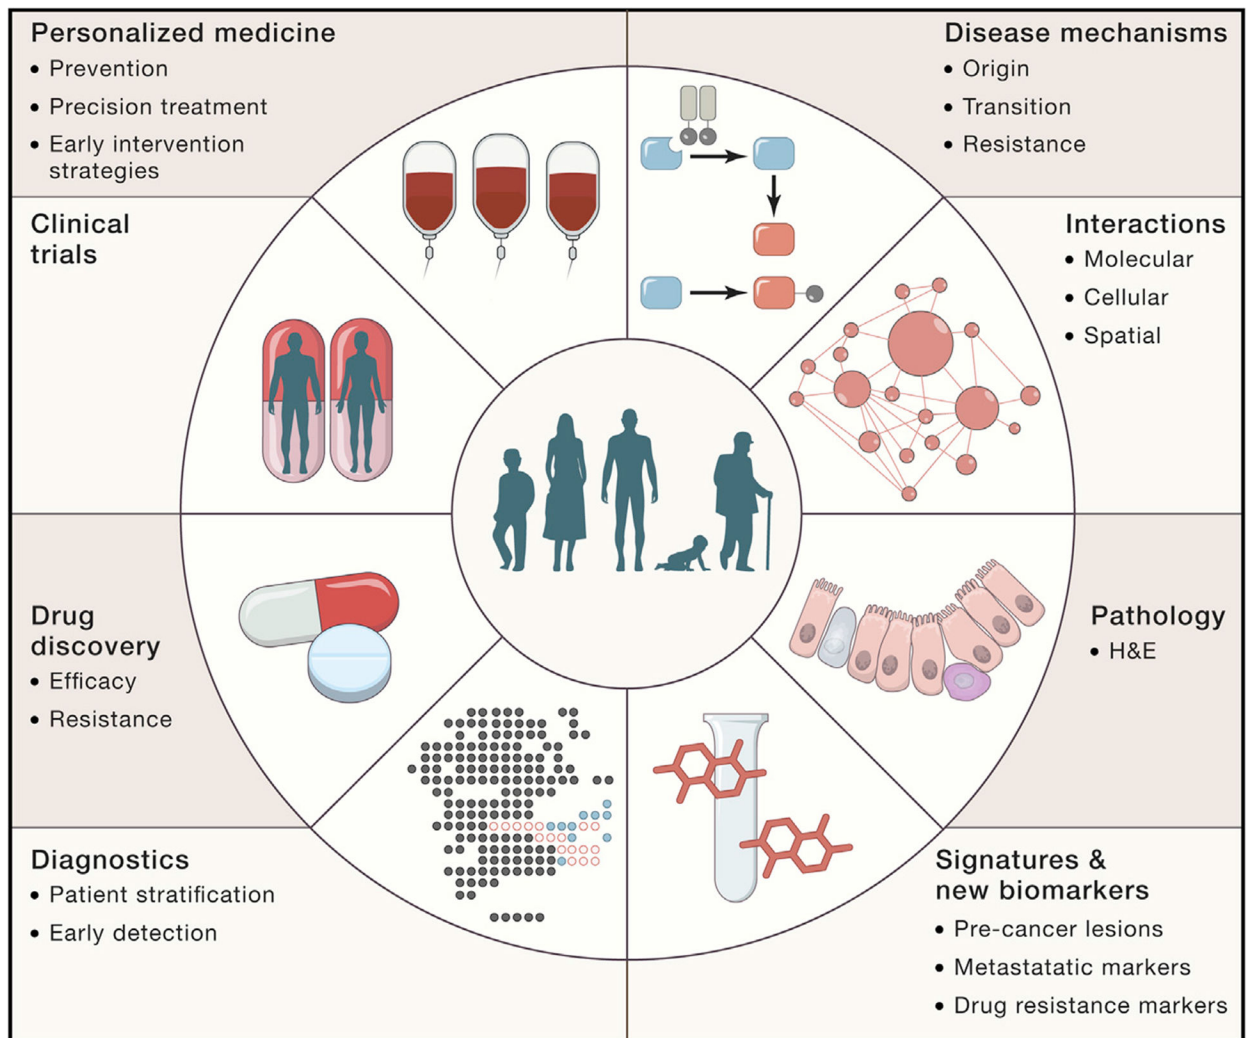 Personalized medicine
• Prevention
• Precision treatment
• Early intervention
strategies
Disease mechanisms
• Origin
• Transition
• Resistance
Clinical
trials
Interactions
• Molecular
• Cellular
• Spatial
Drug
discovery
• Efficacy
• Resistance
Pathology
• H&E
Diagnostics
• Patient stratification
• Early detection
Signatures &
new biomarkers
• Pre-cancer lesions
• Metastatatic markers
• Drug resistance markers